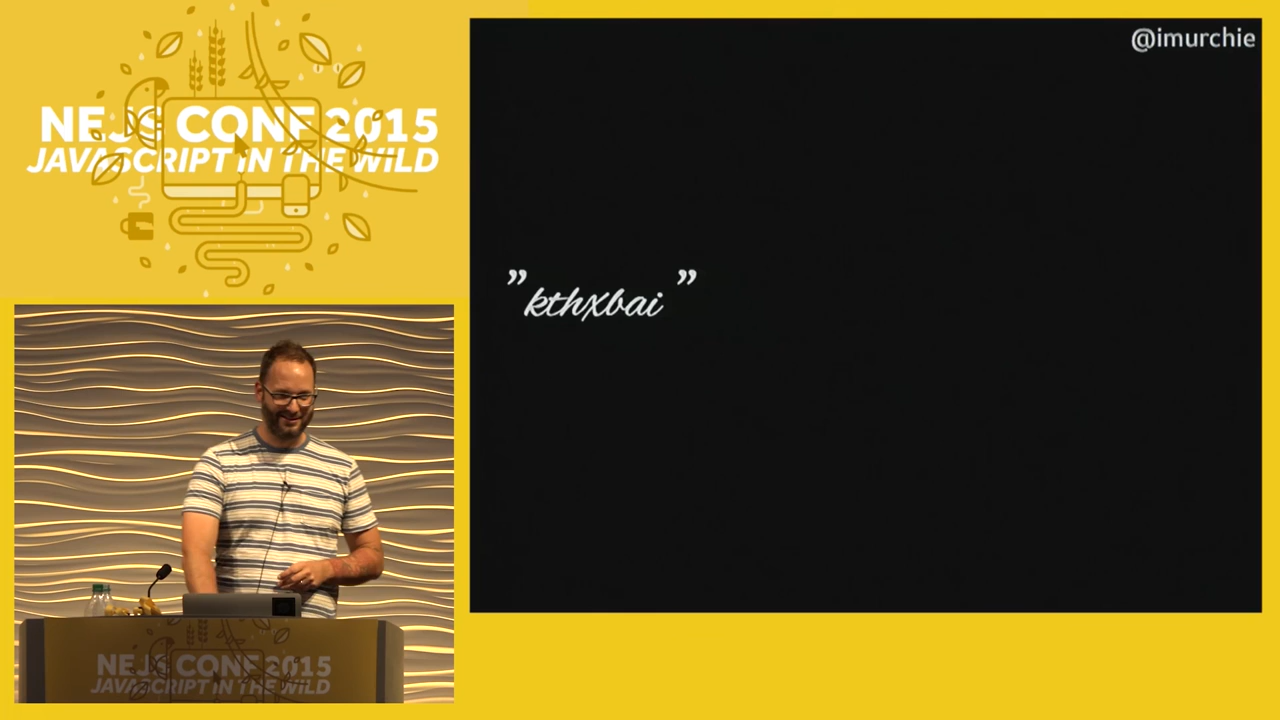 NEJS CONF 2015
JAVASCRIPT IN THE WILD
@imurchie
”kthxbai ”
NEJS CONF 2015
JAVASCRIPT IN THE WILD